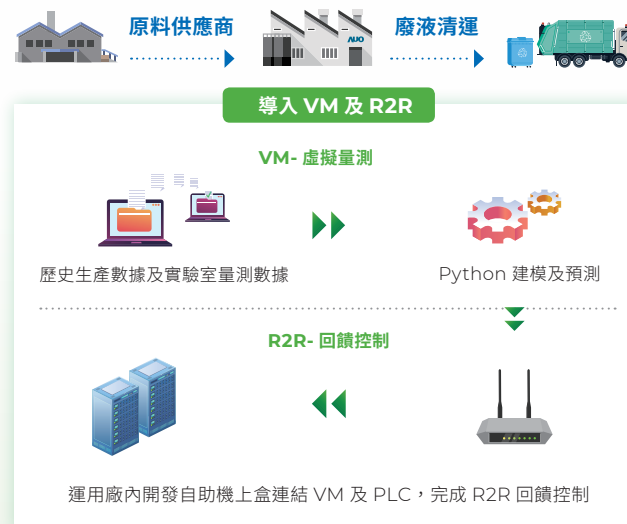 原料供應商
AUO
廢液清運
導入 VM 及 R2R
VM- 虛擬量測
歷史生產數據及實驗室量測數據
Python 建模及預測
R2R- 回饋控制
運用廠內開發自助機上盒連結 VM 及 PLC，完成 R2R 回饋控制